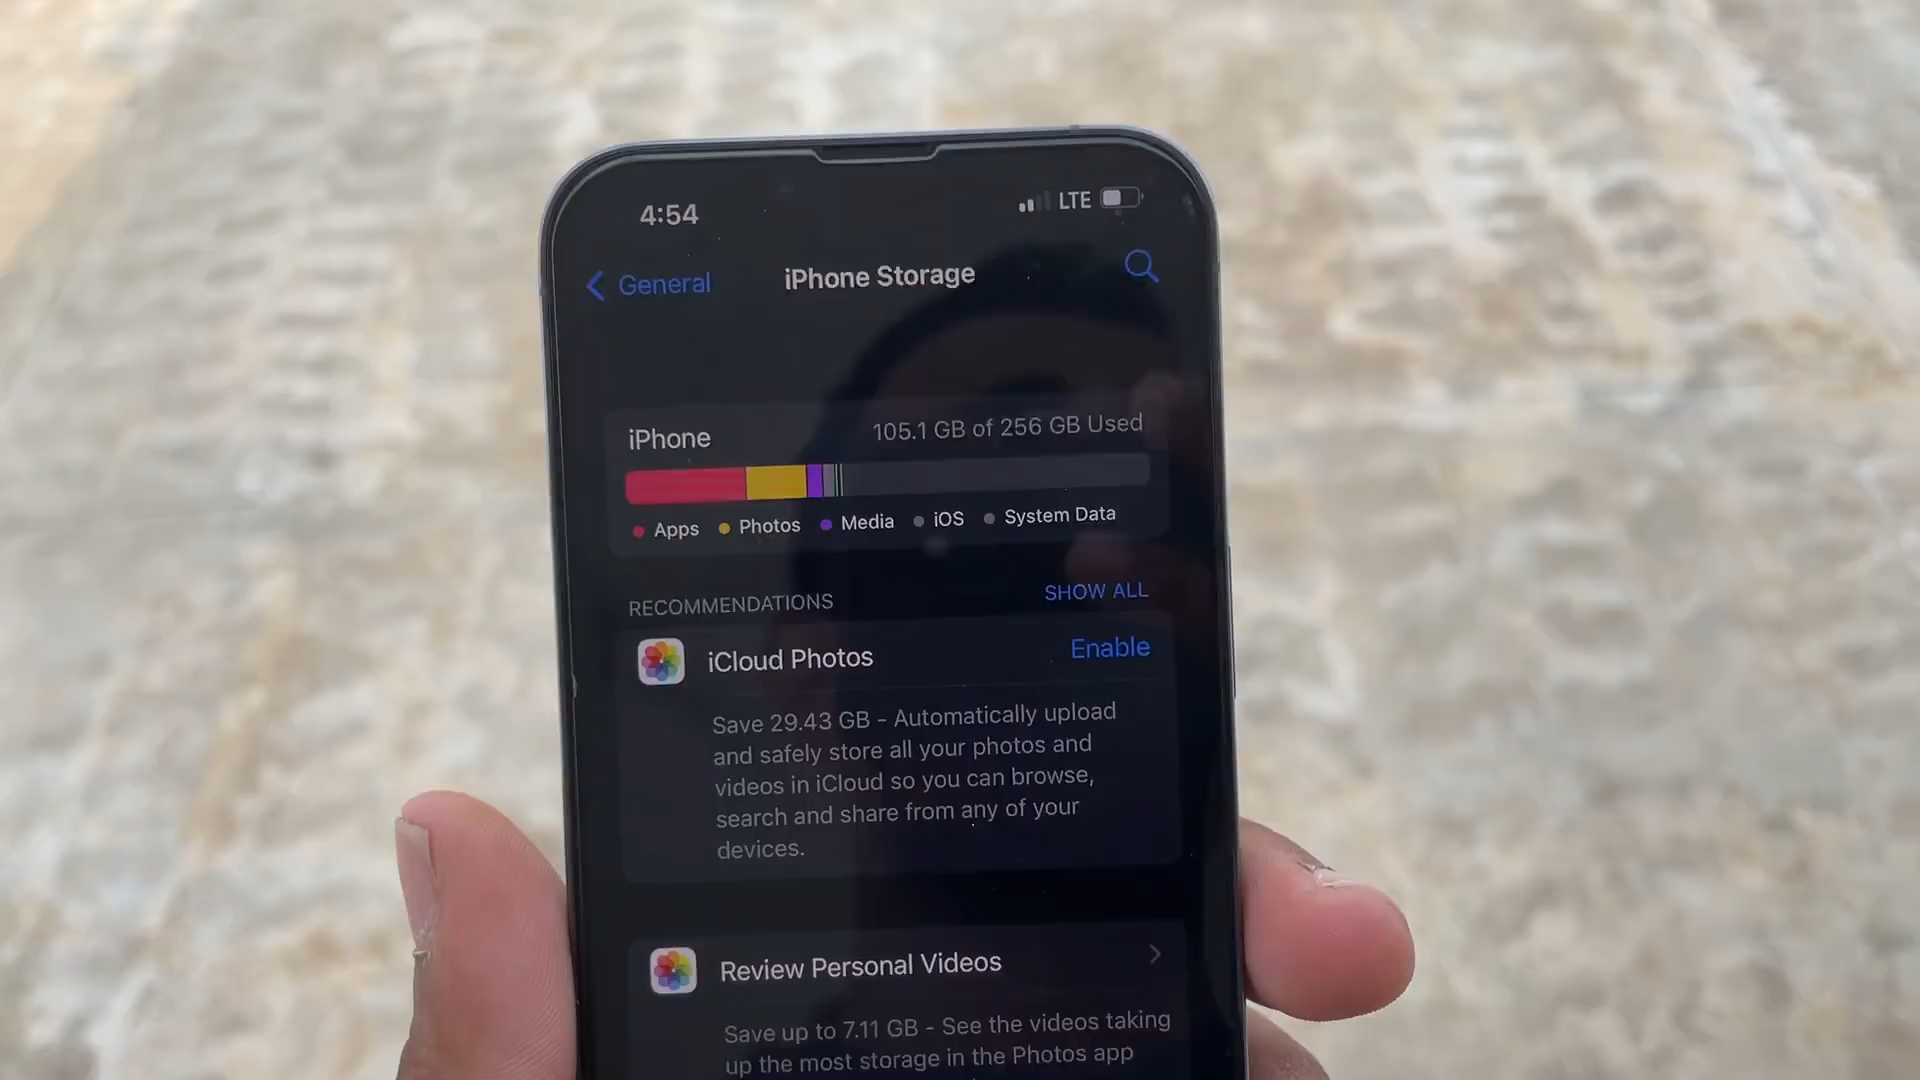 4:54
LTE
General
iPhone Storage
iPhone
105.1 GB of 256 GB Used
Apps
Photos
Media
iOS
System Data
RECOMMENDATIONS
SHOW ALL
iCloud Photos
Enable
Save 29.43 GB - Automatically upload
and safely store all your photos and
videos in iCloud so you can browse,
search and share from any of your
devices.
Review Personal Videos
Save up to 7.11 GB - See the videos taking
up the most storage in the Photos app